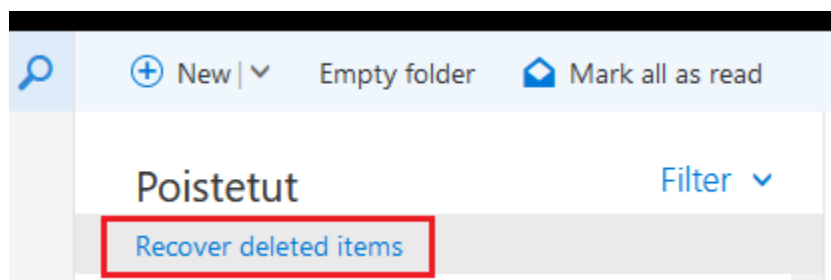 New | Empty folder Mark all as read
Poistetut Filter
Recover deleted items